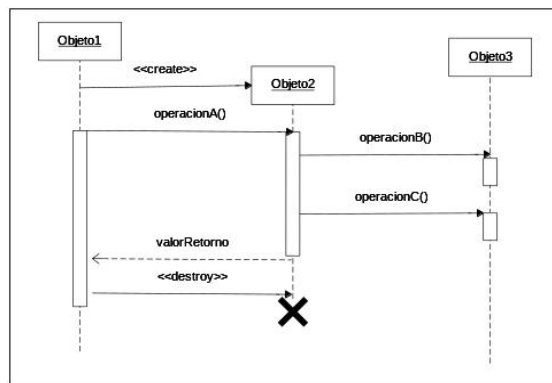 Objeto1
Objeto3
<<create>>
Objeto2
operacionA()
operacionB()
operacionC()
valorRetorno
<<destroy>>